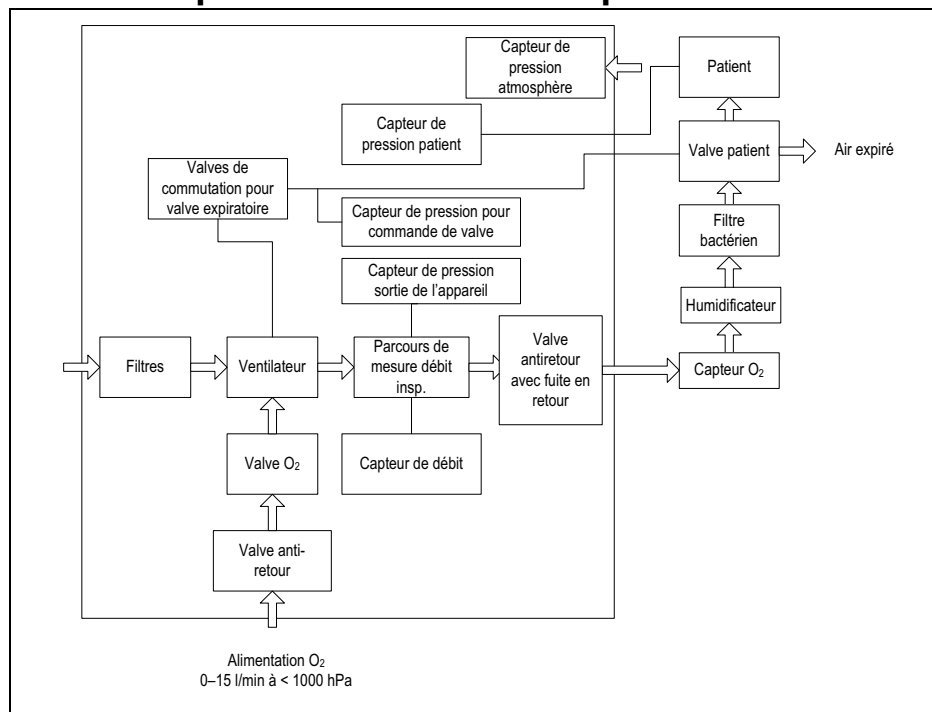 Capteur de
pression
atmosphère
Patient
Capteur de
pression patient
Valve patient
Air expiré
Valves de
commutation pour
valve expiratoire
Capteur de pression pour
commande de valve
Filtre
bactérien
Capteur de pression
sortie de l'appareil
Humidificateur
Filtres
Ventilateur
Parcours de
mesure débit
insp.
Valve
antiretour
avec fuite en
retour
Capteur O₂
Valve O₂
Capteur de débit
Valve anti-
retour
Alimentation O₂
0–15 l/min à < 1000 hPa